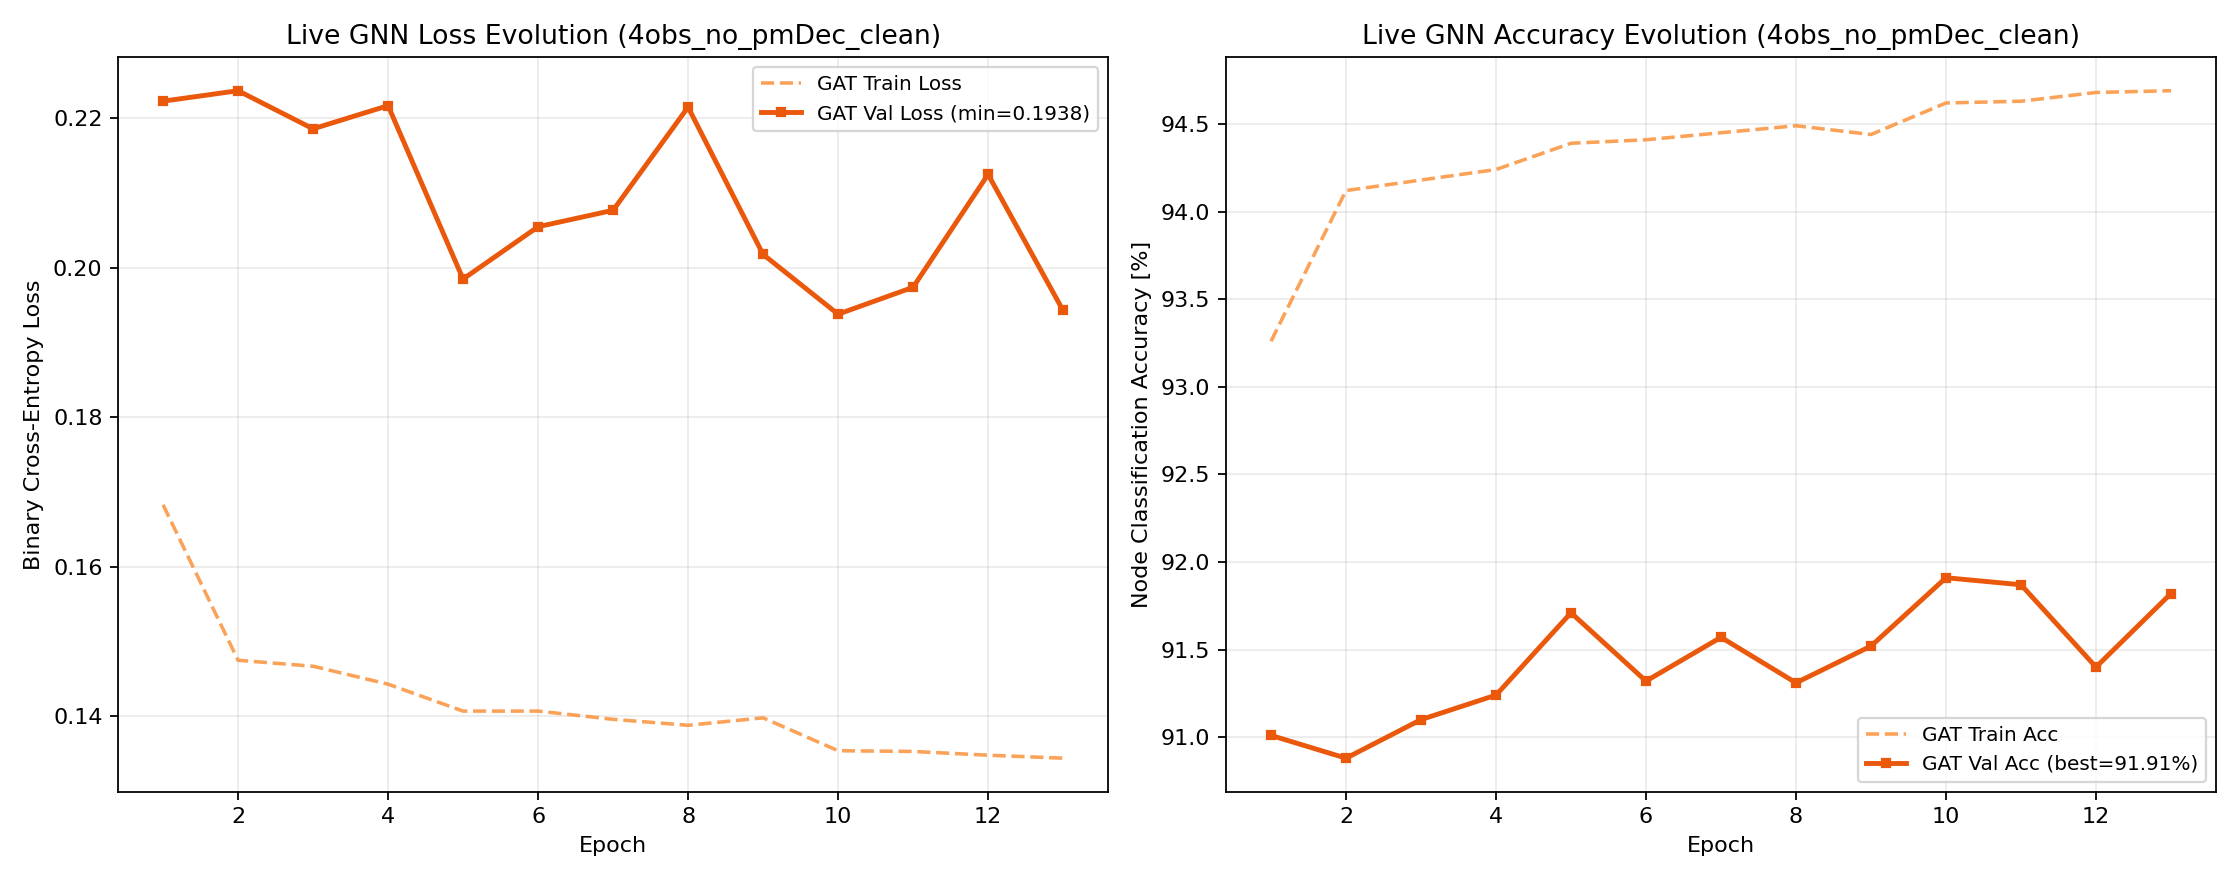 Live GNN Loss Evolution (4obs_no_pmDec_clean)
GAT Train Loss
GAT Val Loss (min=0.1938)
Binary Cross-Entropy Loss
0.22
0.20
0.18
0.16
0.14
2
4
6
8
10
12
Epoch
Live GNN Accuracy Evolution (4obs_no_pmDec_clean)
Node Classification Accuracy [%]
94.5
94.0
93.5
93.0
92.5
92.0
91.5
91.0
GAT Train Acc
GAT Val Acc (best=91.91%)
2
4
6
8
10
12
Epoch